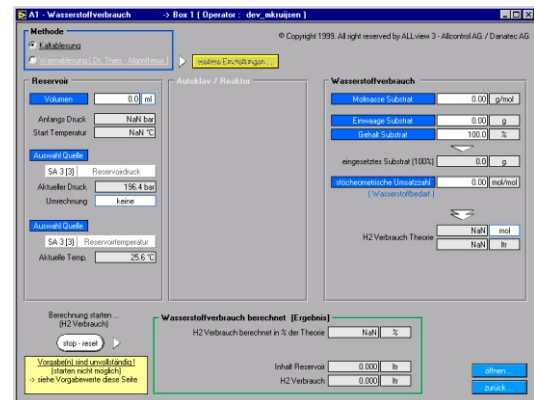 A1 - Wasserstoffverbrauch -> Box 1 ( Operator : dev_mkruijsen )
Methode
Kaltablesung
Warmablesung ( Dr. Thies - Algorithmus )
weitere Einstellungen ...
© Copyright 1999. All right reserved by ALLview 3 - Allcontrol AG / Danatec AG
Reservoir
Volumen 0.0 ml
Anfangs Druck NaN bar
Start Temperatur NaN °C
Auswahl Quelle
SA 3 [3] Reservoirdruck
Aktueller Druck 196.4 bar
Umrechnung keine
Auswahl Quelle
SA 3 [3] Reservoirtemperatur
Aktuelle Temp. 25.6 °C
Autoklav / Reaktor
Wasserstoffverbrauch
Molmasse Substrat 0.00 g/mol
Einwaage Substrat 0.00 g
Gehalt Substrat 100.0 %
eingesetztes Substrat (100%) 0.0 g
stöcheometrische Umsatzzahl 0.00 mol/mol
( Wasserstoffbedarf )
H2 Verbrauch Theorie NaN mol
NaN ltr
Berechnung starten ...
(H2 Verbrauch)
stop - reset
Vorgabe(n) sind unvollständig !
(starten nicht möglich)
-> siehe Vorgabewerte diese Seite
Wasserstoffverbrauch berechnet [Ergebnis]
H2 Verbrauch berechnet in % der Theorie NaN %
Inhalt Reservoir 0.000 ltr
H2 Verbrauch 0.000 ltr
öffnen ...
zurück ...